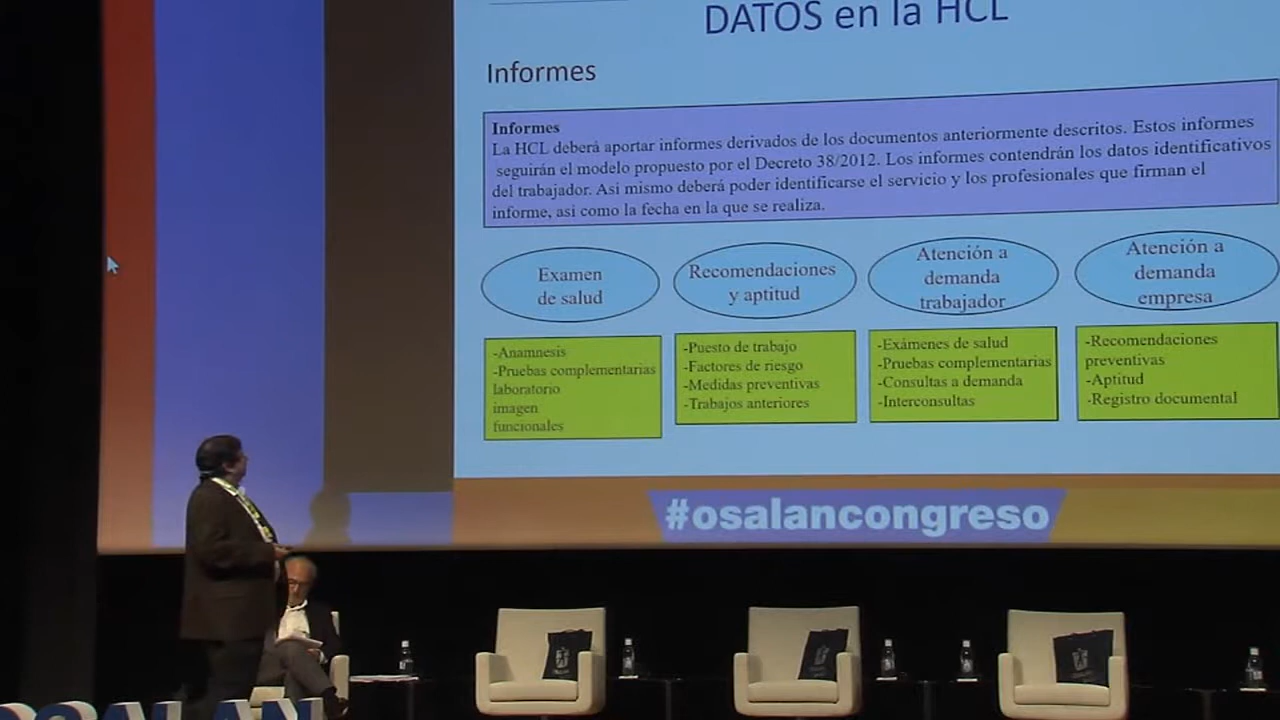 DATOS en la HCL
Informes
Informes
La HCL deberá aportar informes derivados de los documentos anteriormente descritos. Estos informes
seguirán el modelo propuesto por el Decreto 38/2012. Los informes contendrán los datos identificativos
del trabajador. Asi mismo deberá poder identificarse el servicio y los profesionales que firman el
informe, asi como la fecha en la que se realiza.
Examen
de salud
Recomendaciones
y aptitud
Atención a
demanda
trabajador
Atención a
demanda
empresa
-Anamnesis
-Pruebas complementarias
laboratorio
imagen
funcionales
-Puesto de trabajo
-Factores de riesgo
-Medidas preventivas
-Trabajos anteriores
-Exámenes de salud
-Pruebas complementarias
-Consultas a demanda
-Interconsultas
-Recomendaciones
preventivas
-Aptitud
-Registro documental
#osalancongreso
OSALAN